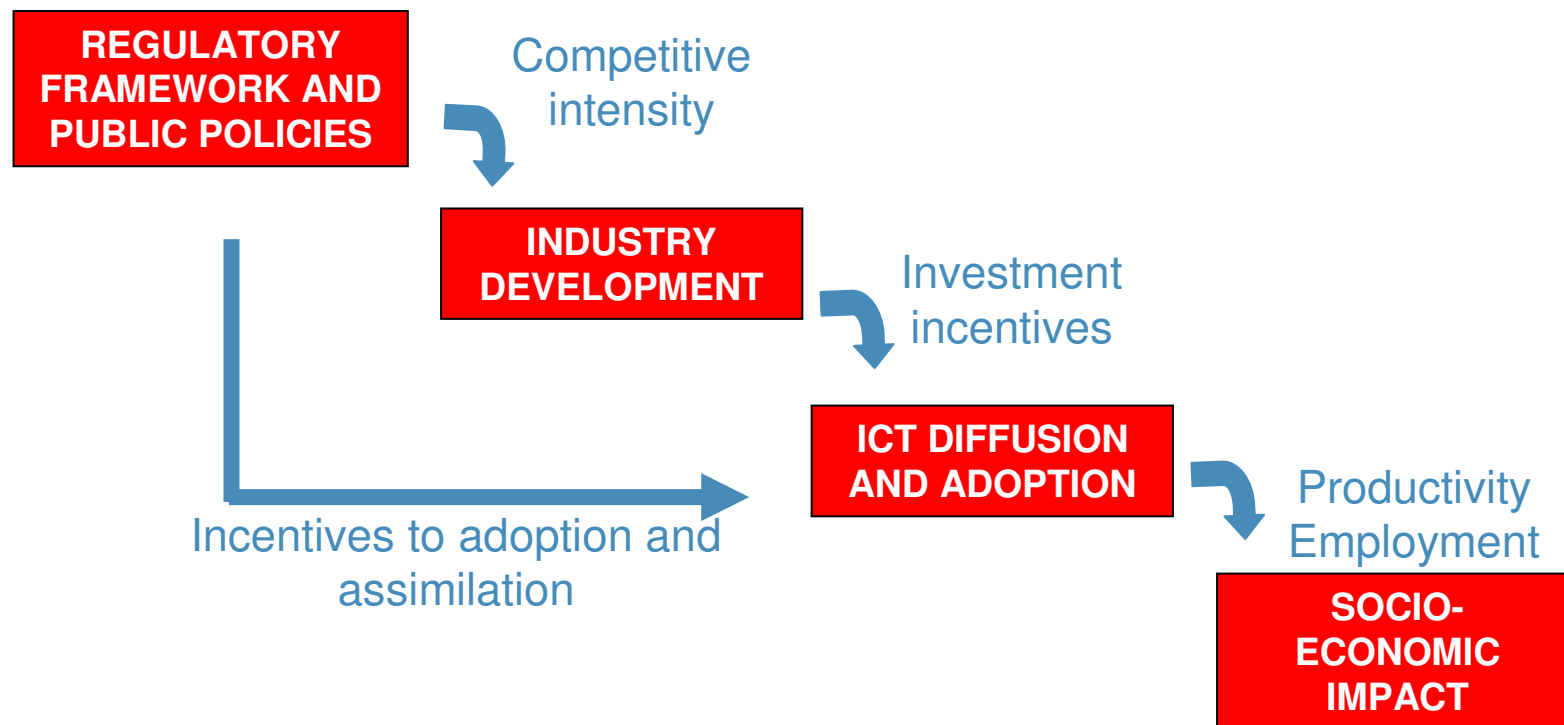 REGULATORY
FRAMEWORK AND
PUBLIC POLICIES
Competitive
intensity
INDUSTRY
DEVELOPMENT
Investment
incentives
ICT DIFFUSION
AND ADOPTION
Incentives to adoption and
assimilation
Productivity
Employment
SOCIO-
ECONOMIC
IMPACT